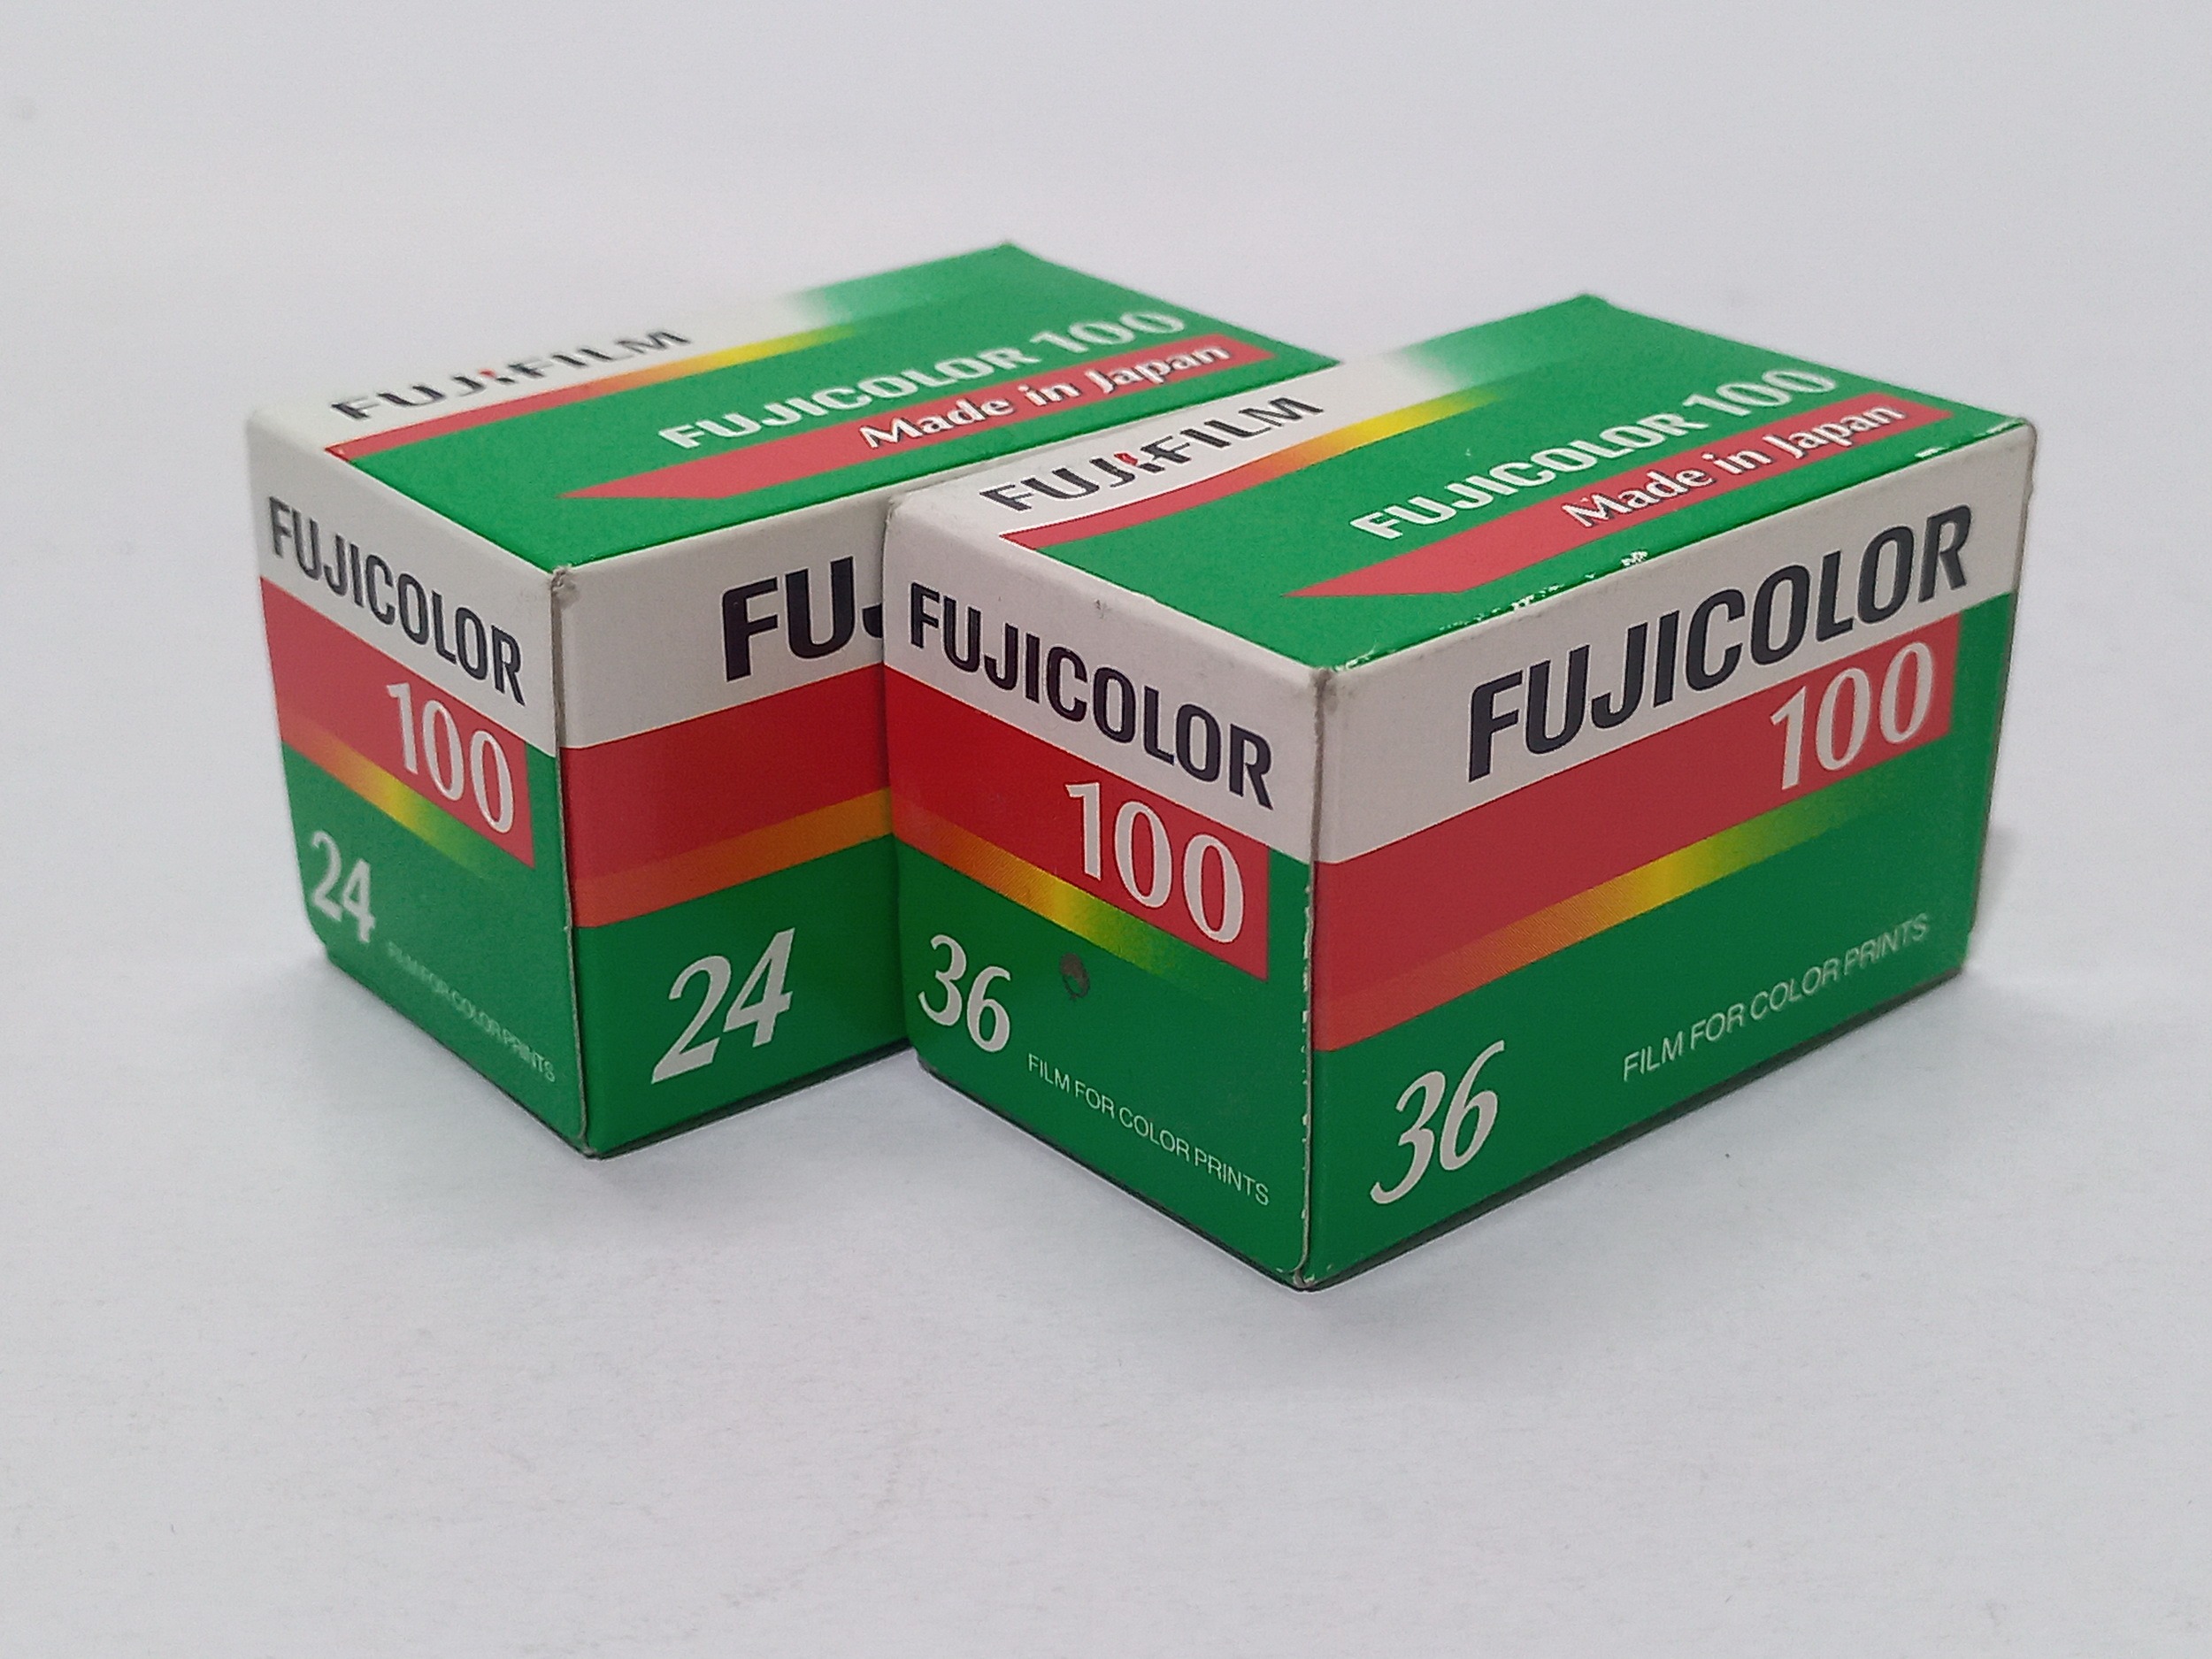 FUJIFILM
FUJICOLOR 100
Made in Japan
FUJICOLOR
100
24
FILM FOR COLOR PRINTS
FUJ
24
FUJIFILM
FUJICOLOR 100
Made in Japan
FUJICOLOR
100
36
FILM FOR COLOR PRINTS
FUJICOLOR
100
36
FILM FOR COLOR PRINTS